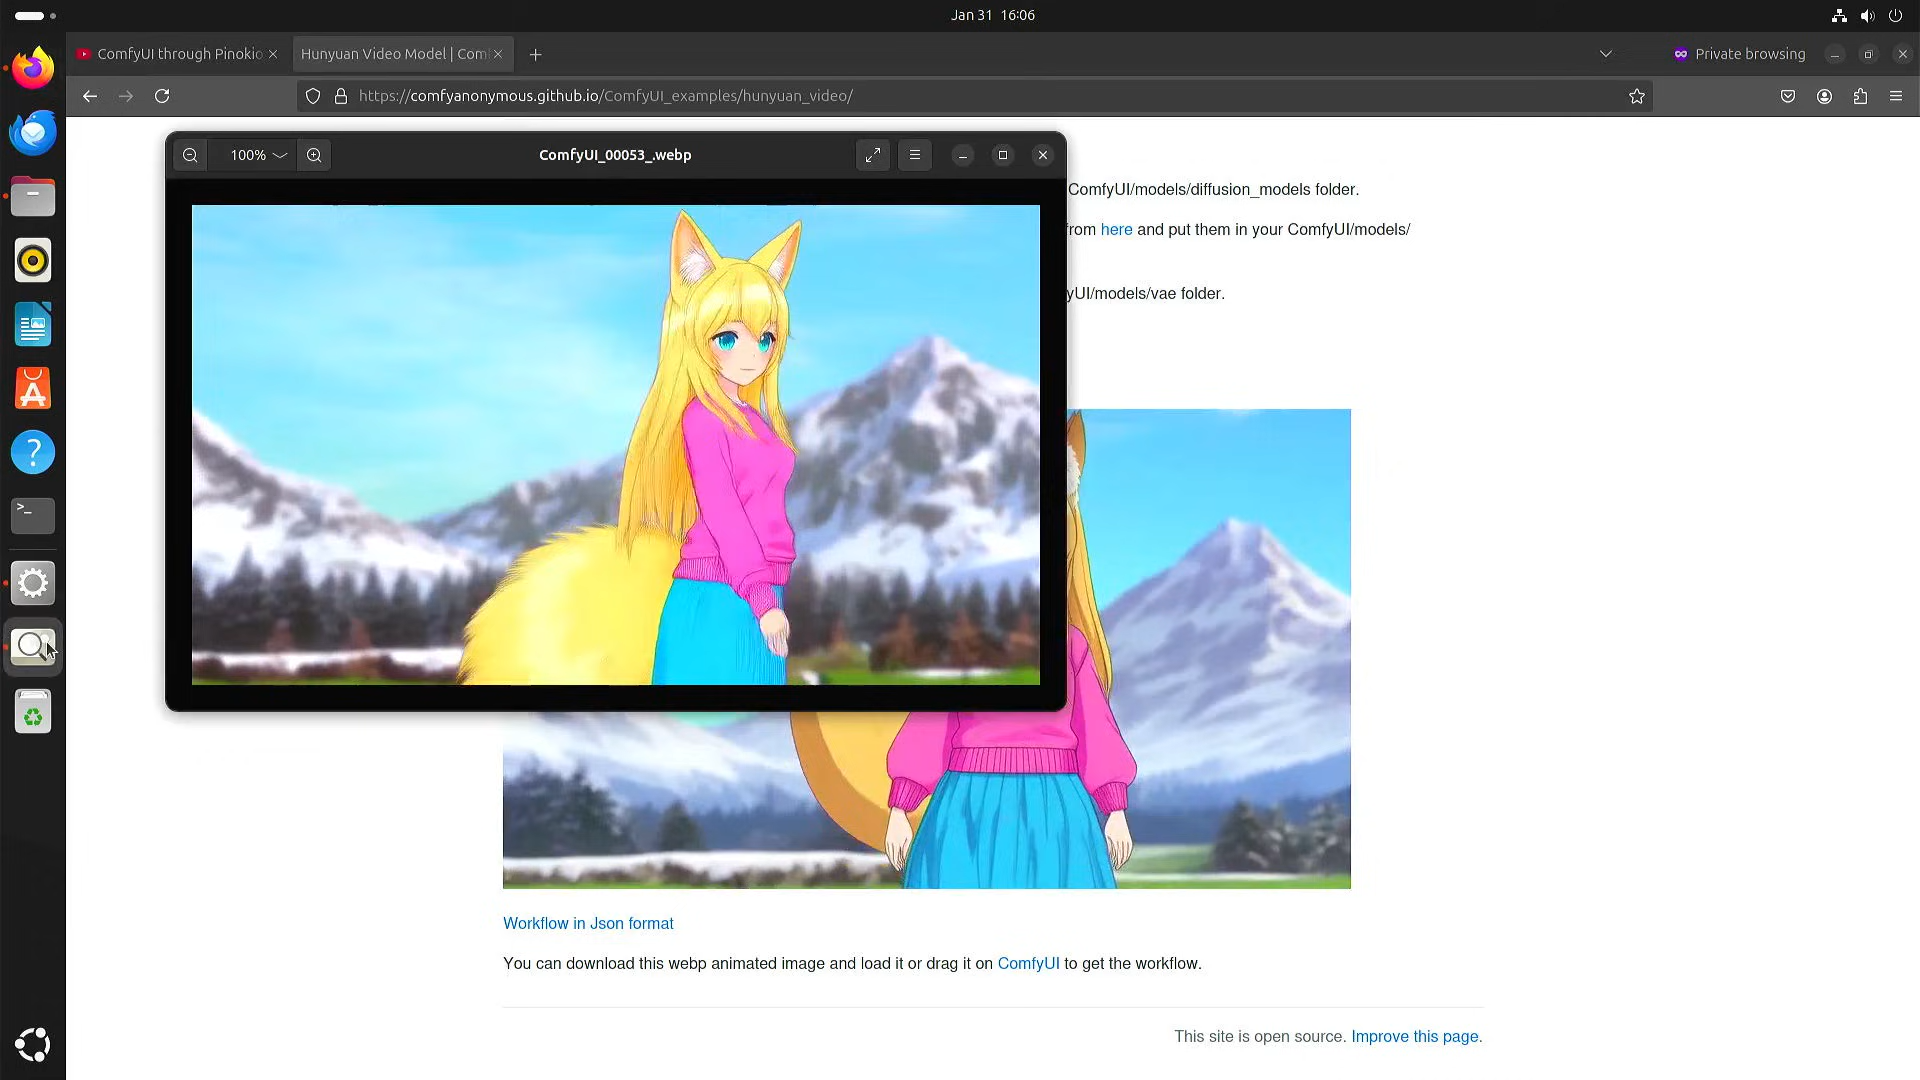 Jan 31 16:06
ComfyUI through Pinokio
Hunyuan Video Model | Com
Private browsing
https://comfyanonymous.github.io/ComfyUI_examples/hunyuan_video/
100%
ComfyUI_00053_.webp
ComfyUI/models/diffusion_models folder.
from here and put them in your ComfyUI/models/
yUI/models/vae folder.
Workflow in Json format
You can download this webp animated image and load it or drag it on ComfyUI to get the workflow.
This site is open source. Improve this page.